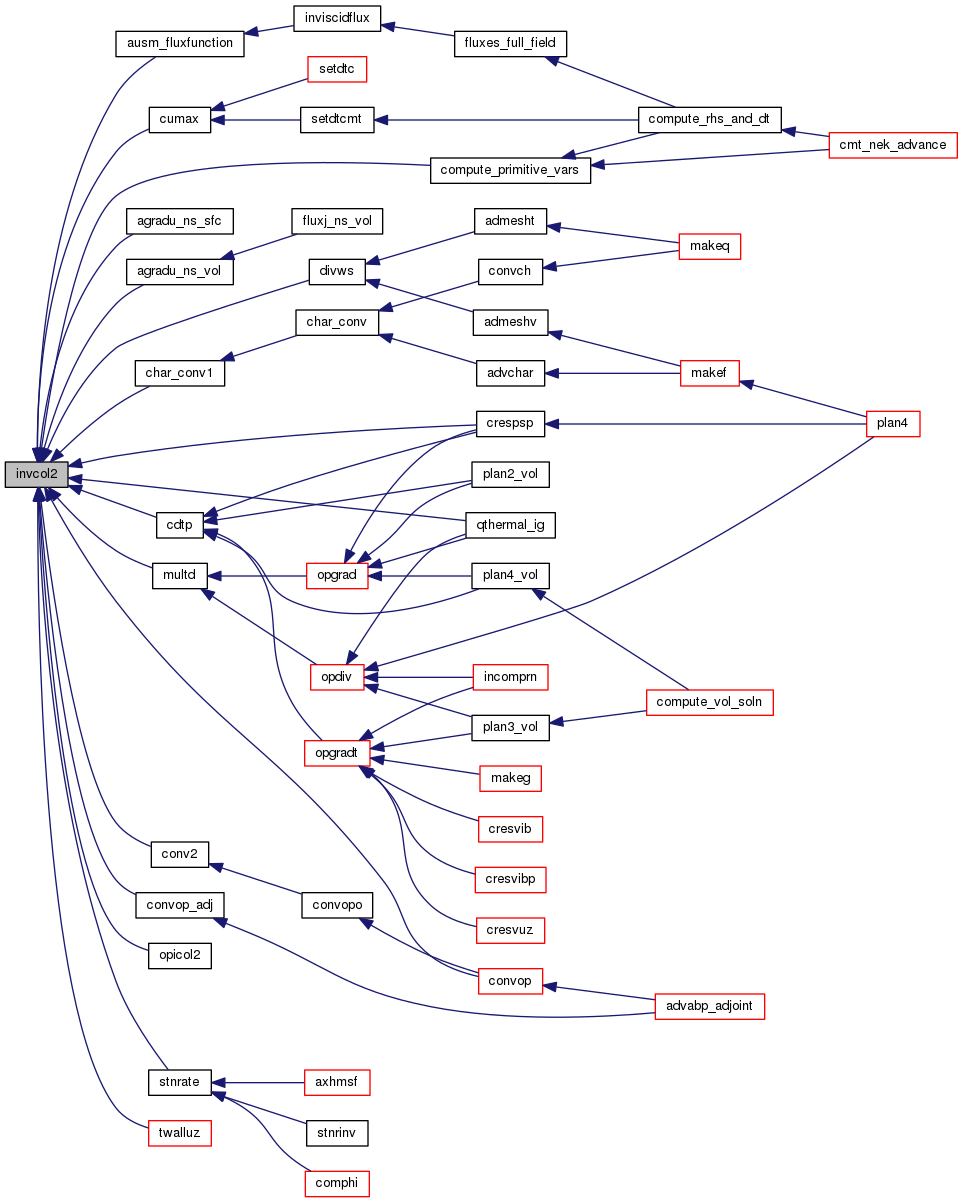 inviscidflux
ausm_fluxfunction
fluxes_full_field
setdtc
cumax
setdtcmt
compute_rhs_and_dt
cmt_nek_advance
compute_primitive_vars
agradu_ns_sfc
fluxj_ns_vol
admesht
makeq
agradu_ns_vol
divws
convch
char_conv
admeshv
char_conv1
advchar
makef
crespsp
plan4
invcol2
plan2_vol
cdtp
qthermal_ig
multd
opgrad
plan4_vol
opdiv
incomprn
compute_vol_soln
plan3_vol
opgradt
makeg
cresvib
conv2
cresvibp
convop_adj
convopo
cresvuz
opicol2
convop
advabp_adjoint
stnrate
axhmsf
twalluz
stnrinv
comphi